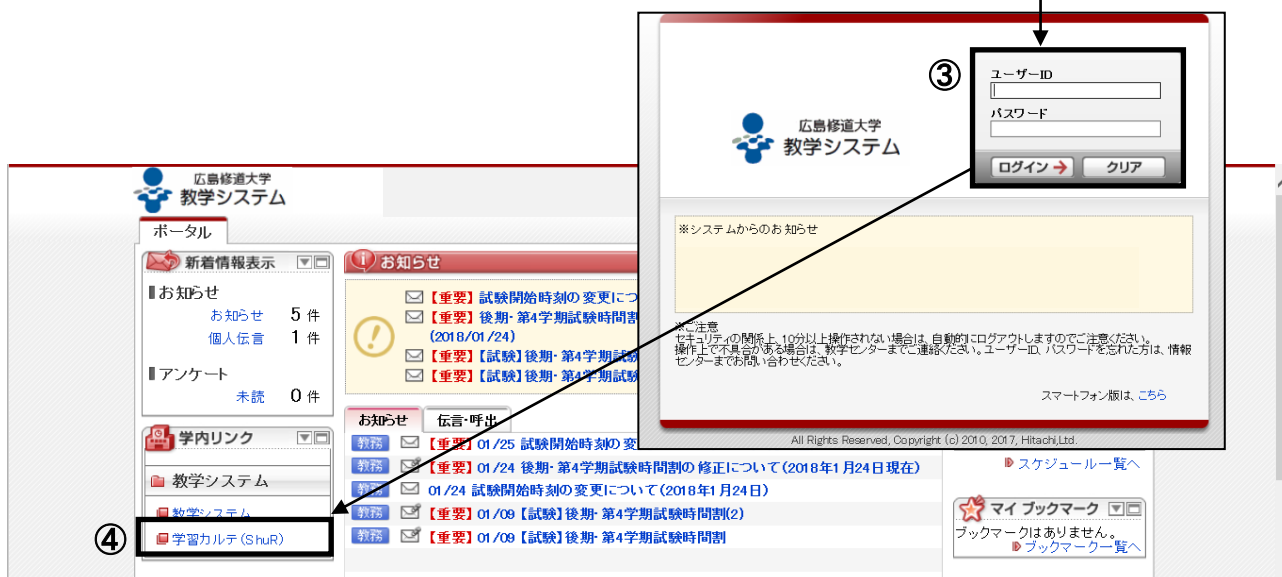 ③
ユーザーID
パスワード
ログイン
クリア
広島修道大学
教学システム
※システムからのお知らせ
※ご注意
セキュリティの関係上、10分以上操作されない場合は、自動的にログアウトしますのでご注意ください。
操作上で不具合がある場合は、教学センターまでご連絡ください。ユーザーID、パスワードを忘れた方は、情報
センターまでお問い合わせください。
スマートフォン版は、こちら
All Rights Reserved, Copyright (c) 2010, 2017, Hitachi,Ltd.
広島修道大学
教学システム
ポータル
新着情報表示
お知らせ
お知らせ 5 件
個人伝言 1 件
アンケート
未読 0 件
学内リンク
教学システム
教学システム
④
学習カルテ(ShuR)
お知らせ
【重要】試験開始時刻の変更につ
【重要】後期・第4学期試験時間割
(2018/01/24)
【重要】【試験】後期・第4学期試験
【重要】【試験】後期・第4学期試験
お知らせ 伝言・呼出
教務 【重要】01/25 試験開始時刻の変
教務 【重要】01/24 後期・第4学期試験時間割の修正について(2018年1月24日現在)
教務 01/24 試験開始時刻の変更について(2018年1月24日)
教務 【重要】01/09 【試験】後期・第4学期試験時間割(2)
教務 【重要】01/09 【試験】後期・第4学期試験時間割
スケジュール一覧へ
マイ ブックマーク
ブックマークはありません。
ブックマーク一覧へ